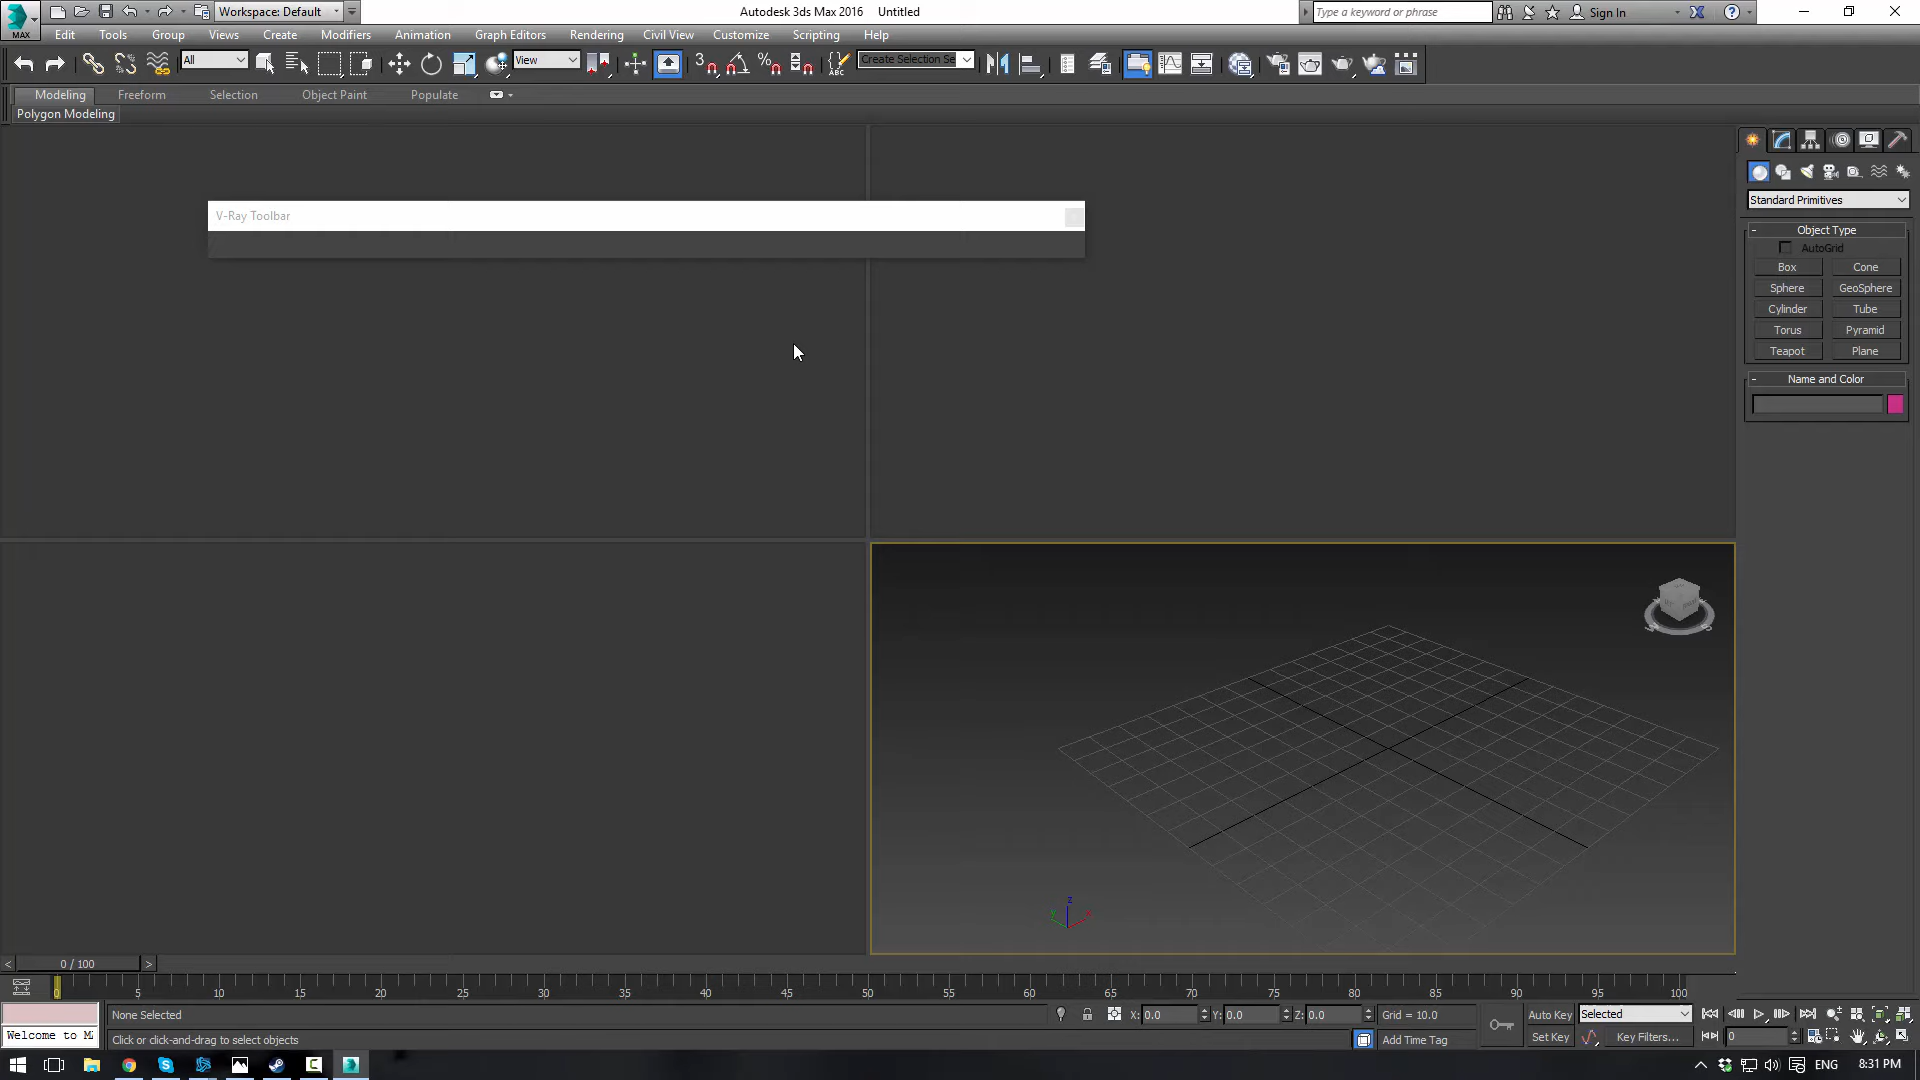 Workspace: Default
Autodesk 3ds Max 2016 Untitled
Type a keyword or phrase
Sign In
MAX
Edit Tools Group Views Create Modifiers Animation Graph Editors Rendering Civil View Customize Scripting Help
All
View
3
ABC
Create Selection Se
Modeling Freeform Selection Object Paint Populate
Polygon Modeling
V-Ray Toolbar
Standard Primitives
- Object Type
AutoGrid
Box Cone
Sphere GeoSphere
Cylinder Tube
Torus Pyramid
Teapot Plane
- Name and Color
z
y x
< 0 / 100 >
0 5 10 15 20 25 30 35 40 45 50 55 60 65 70 75 80 85 90 95 100
None Selected
X: 0.0 Y: 0.0 Z: 0.0 Grid = 10.0
Auto Key Selected
Welcome to M
Click or click-and-drag to select objects
Add Time Tag
Set Key Key Filters...
0
ENG 8:31 PM